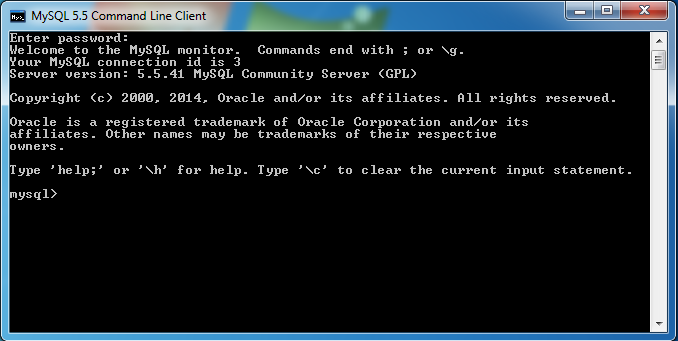 MySQL 5.5 Command Line Client
Enter password:
Welcome to the MySQL monitor.  Commands end with ; or \g.
Your MySQL connection id is 3
Server version: 5.5.41 MySQL Community Server (GPL)
Copyright (c) 2000, 2014, Oracle and/or its affiliates. All rights reserved.
Oracle is a registered trademark of Oracle Corporation and/or its
affiliates. Other names may be trademarks of their respective
owners.
Type 'help;' or '\h' for help. Type '\c' to clear the current input statement.
mysql>